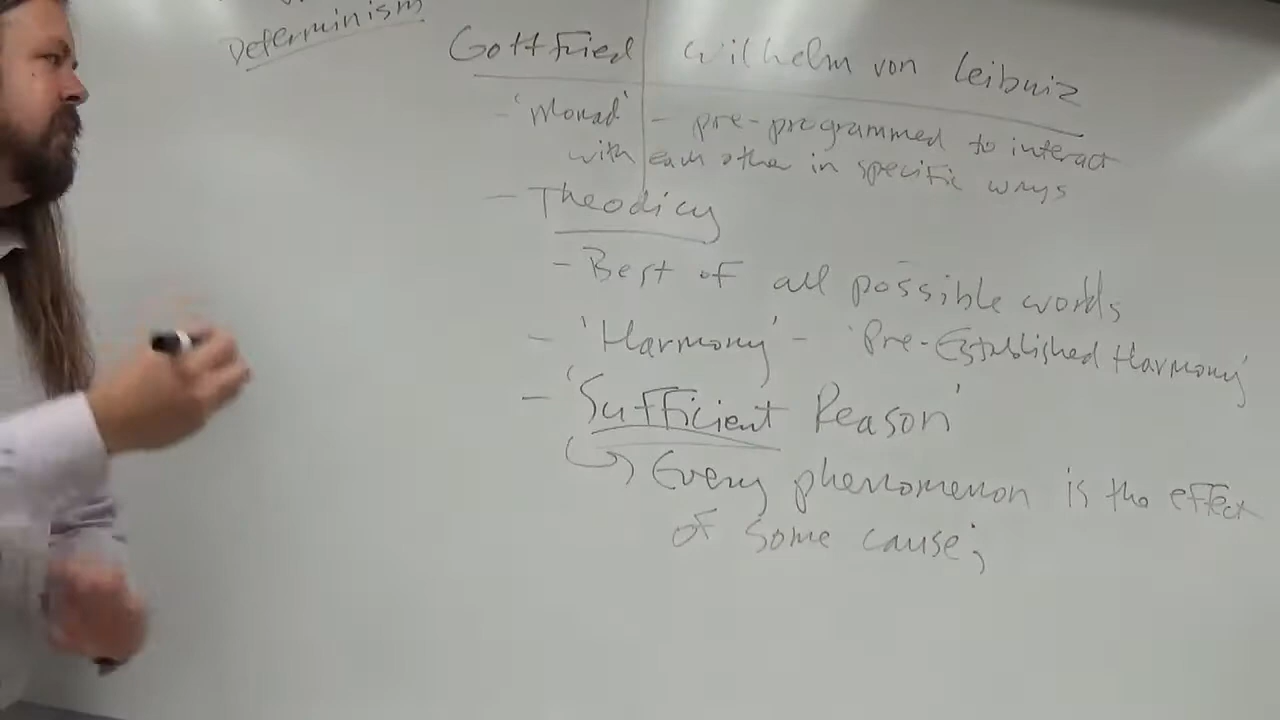 Determinism
Gottfried Wilhelm von Leibniz
- 'Monad' - pre-programmed to interact
with each other in specific ways
- Theodicy
- Best of all possible worlds
- 'Harmony' - 'Pre-Established Harmony'
- 'Sufficient Reason'
Every phenomenon is the effect
of some cause;